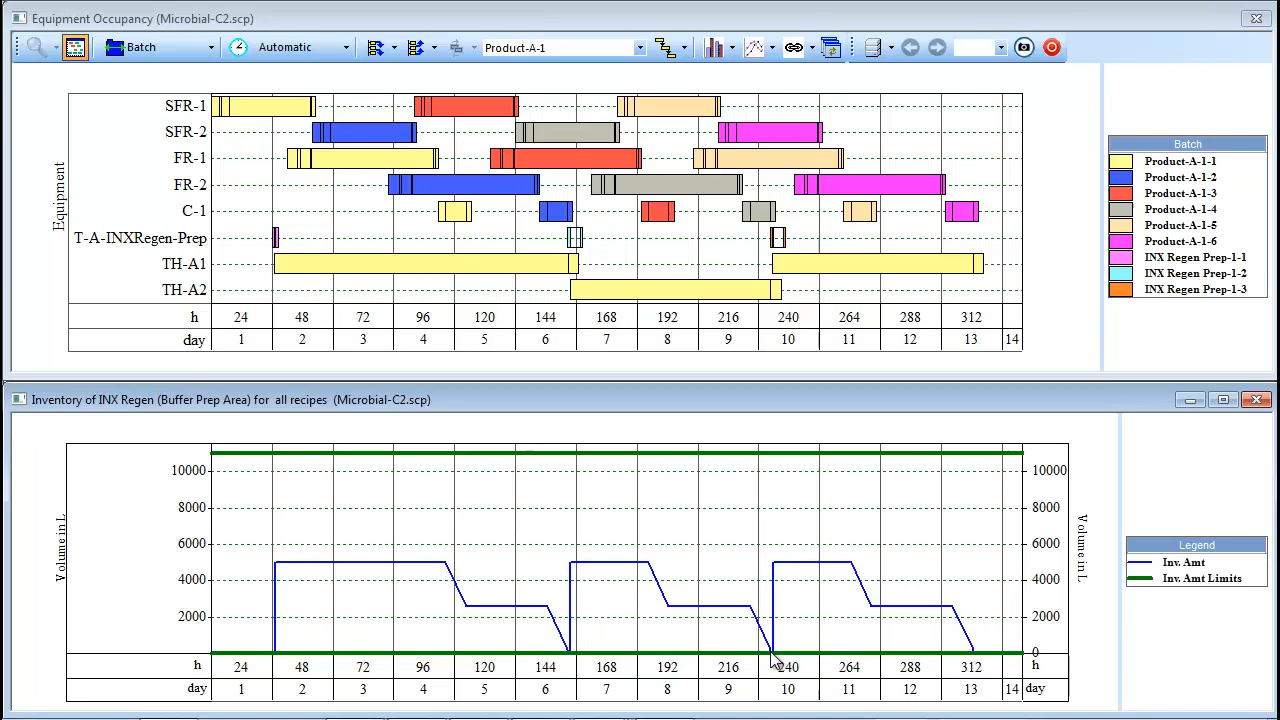 Equipment Occupancy (Microbial-C2.scp)
Batch Automatic Product-A-1
SFR-1
SFR-2
FR-1
FR-2
C-1
T-A-INXRegen-Prep
TH-A1
TH-A2
Equipment
h 24 48 72 96 120 144 168 192 216 240 264 288 312
day 1 2 3 4 5 6 7 8 9 10 11 12 13 14
Batch
Product-A-1-1
Product-A-1-2
Product-A-1-3
Product-A-1-4
Product-A-1-5
Product-A-1-6
INX Regen Prep-1-1
INX Regen Prep-1-2
INX Regen Prep-1-3
Inventory of INX Regen (Buffer Prep Area) for all recipes (Microbial-C2.scp)
Volume in L
10000 10000
8000 8000
6000 6000
4000 4000
2000 2000
0
Volume in L
h 24 48 72 96 120 144 168 192 216 240 264 288 312 h
day 1 2 3 4 5 6 7 8 9 10 11 12 13 14 day
Legend
Inv. Amt
Inv. Amt Limits